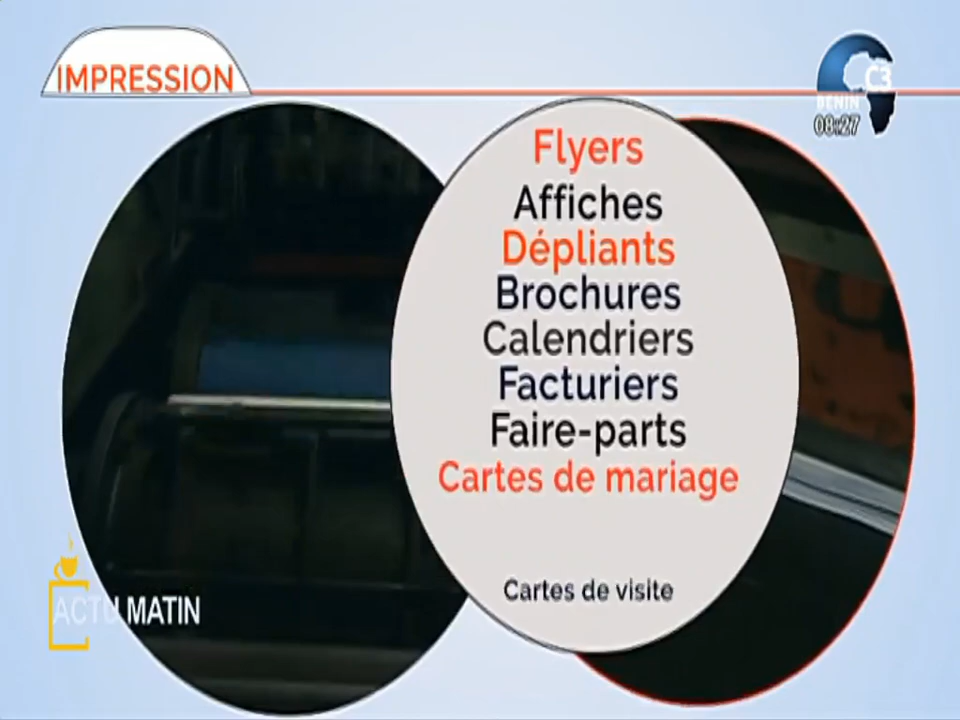 IMPRESSION
C3
BENIN
08:27
Flyers
Affiches
Dépliants
Brochures
Calendriers
Facturiers
Faire-parts
Cartes de mariage
Cartes de visite
ACTU MATIN